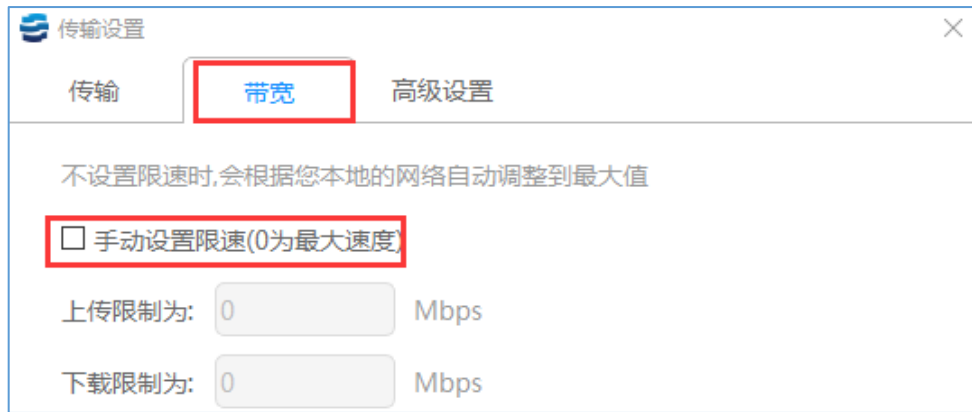 传输设置
传输 带宽 高级设置
不设置限速时,会根据您本地的网络自动调整到最大值
手动设置限速(0为最大速度)
上传限制为: 0 Mbps
下载限制为: 0 Mbps